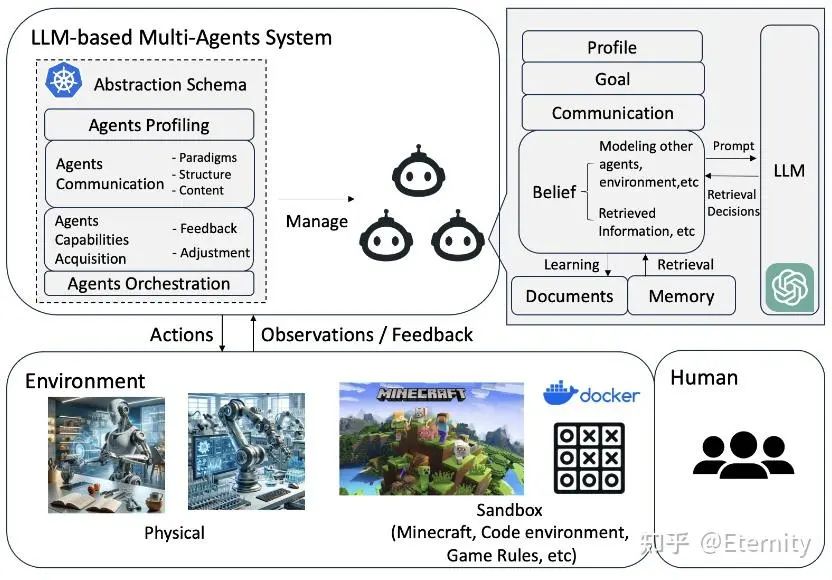 LLM-based Multi-Agents System
Abstraction Schema
Agents Profiling
Agents
Communication
- Paradigms
- Structure
- Content
Agents
Capabilities
Acquisition
- Feedback
- Adjustment
Agents Orchestration
Manage
Profile
Goal
Communication
Belief
Modeling other
agents,
environment,etc
Retrieved
Information, etc
Prompt
Retrieval
Decisions
LLM
Learning
Retrieval
Documents
Memory
Actions
Observations / Feedback
Environment
Physical
MINECRAFT
docker
OXX
OXX
XOO
Sandbox
(Minecraft, Code environment,
Game Rules, etc)
Human
知乎 @Eternity